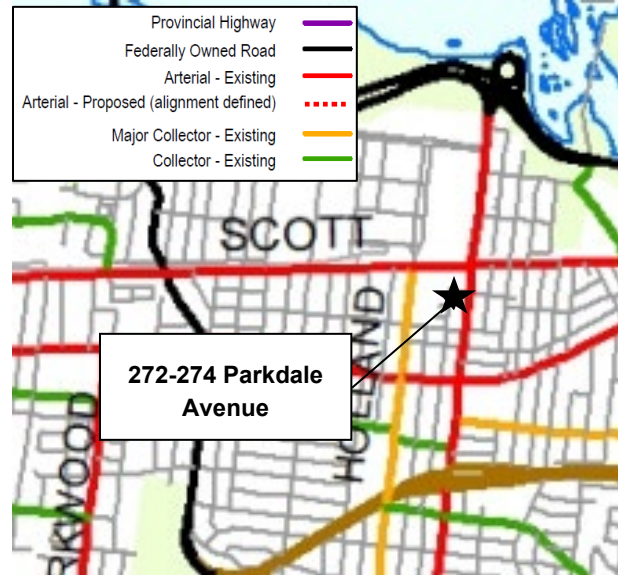 Provincial Highway
Federally Owned Road
Arterial - Existing
Arterial - Proposed (alignment defined)
Major Collector - Existing
Collector - Existing
SCOTT
HOLLAND
272-274 Parkdale
Avenue
RKWOOD